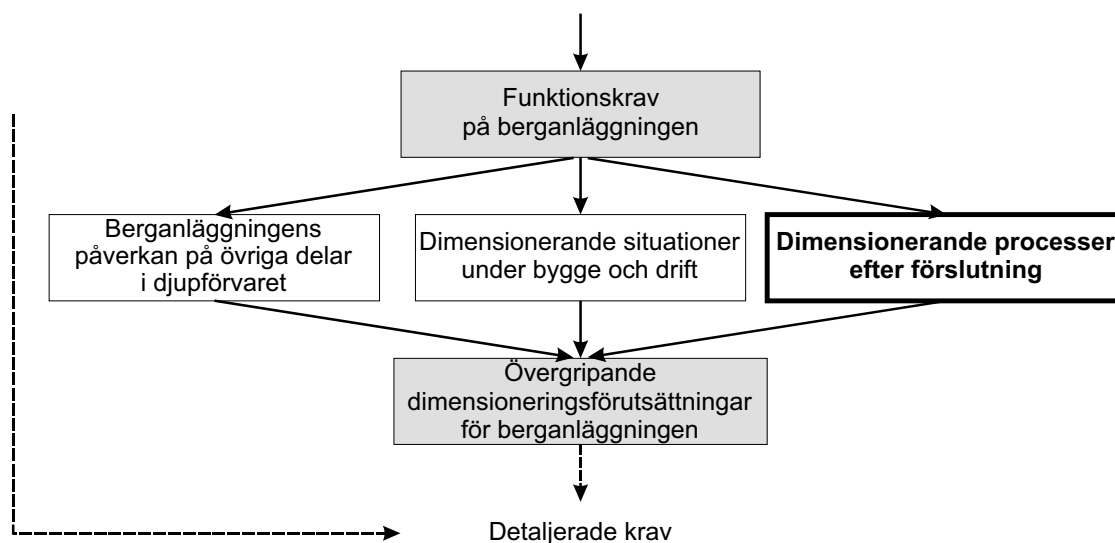 Funktionskrav
på berganläggningen
Berganläggningens
påverkan på övriga delar
i djupförvaret
Dimensionerande situationer
under bygge och drift
Dimensionerande processer
efter förslutning
Övergripande
dimensioneringsförutsättningar
för berganläggningen
Detaljerade krav